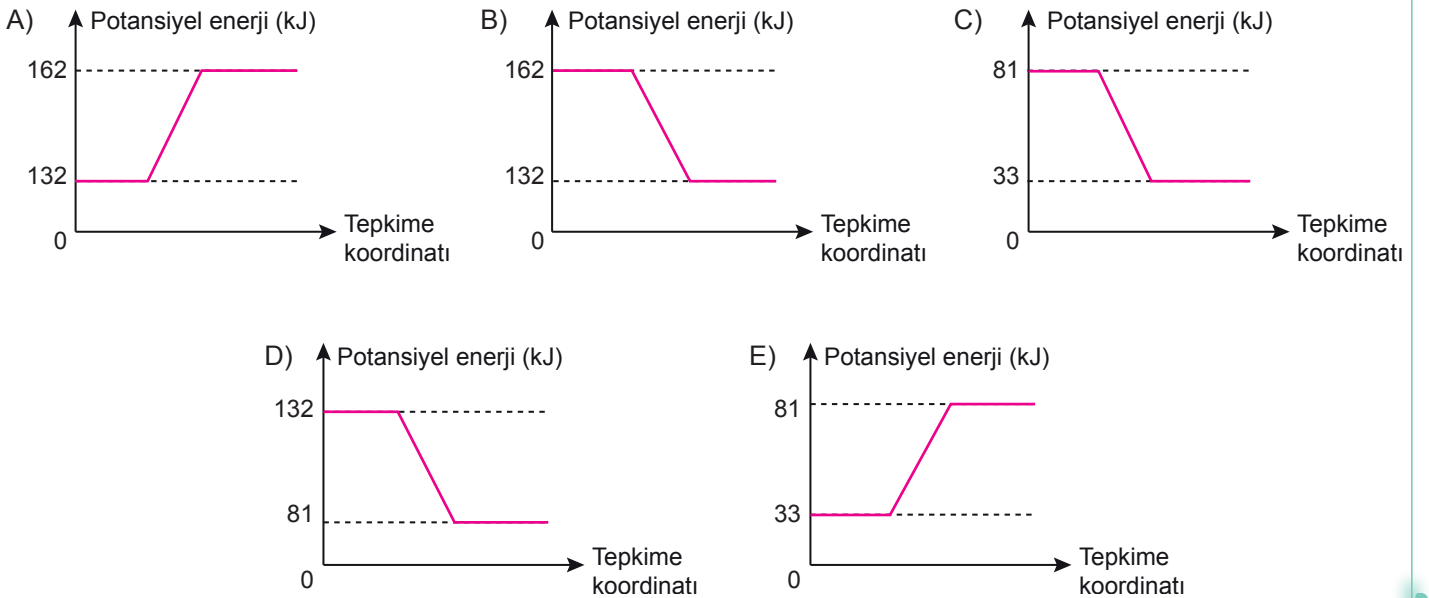 A) Potansiyel enerji (kJ)
162
132
0
Tepkime
koordinatı
B) Potansiyel enerji (kJ)
162
132
0
Tepkime
koordinatı
C) Potansiyel enerji (kJ)
81
33
0
Tepkime
koordinatı
D) Potansiyel enerji (kJ)
132
81
0
Tepkime
koordinatı
E) Potansiyel enerji (kJ)
81
33
0
Tepkime
koordinatı